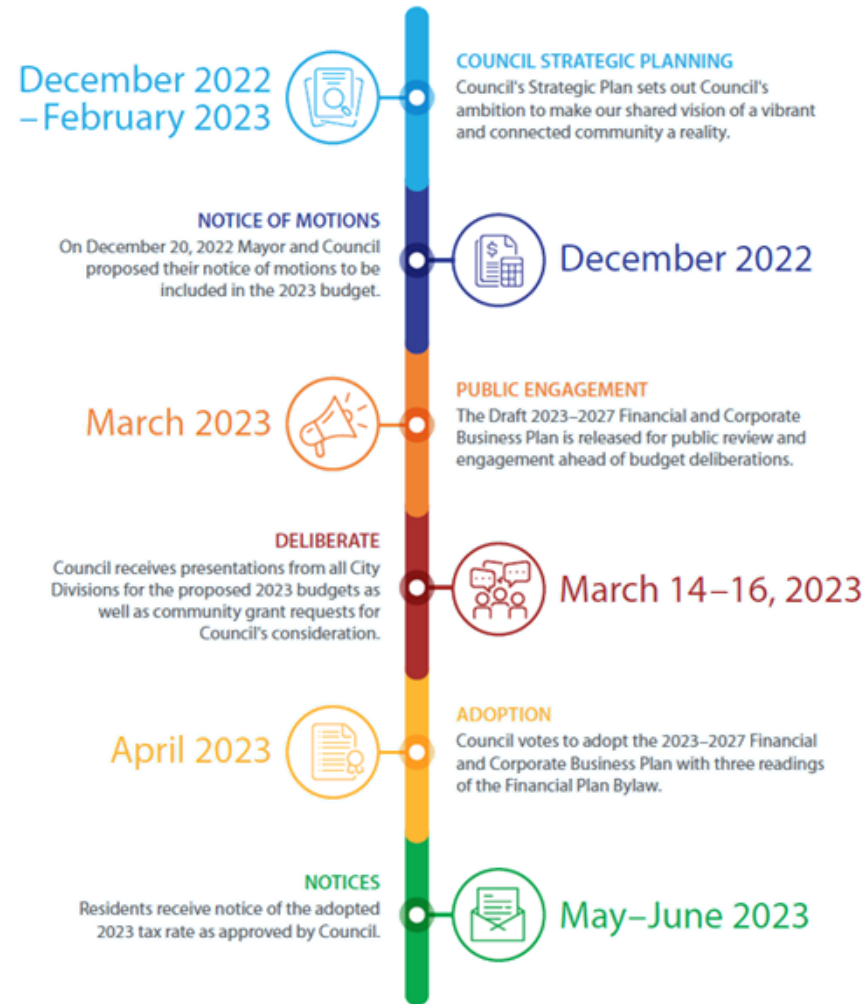 December 2022
– February 2023
COUNCIL STRATEGIC PLANNING
Council's Strategic Plan sets out Council's
ambition to make our shared vision of a vibrant
and connected community a reality.
NOTICE OF MOTIONS
On December 20, 2022 Mayor and Council
proposed their notice of motions to be
included in the 2023 budget.
December 2022
March 2023
PUBLIC ENGAGEMENT
The Draft 2023–2027 Financial and Corporate
Business Plan is released for public review and
engagement ahead of budget deliberations.
DELIBERATE
Council receives presentations from all City
Divisions for the proposed 2023 budgets as
well as community grant requests for
Council's consideration.
March 14–16, 2023
April 2023
ADOPTION
Council votes to adopt the 2023–2027 Financial
and Corporate Business Plan with three readings
of the Financial Plan Bylaw.
NOTICES
Residents receive notice of the adopted
2023 tax rate as approved by Council.
May–June 2023